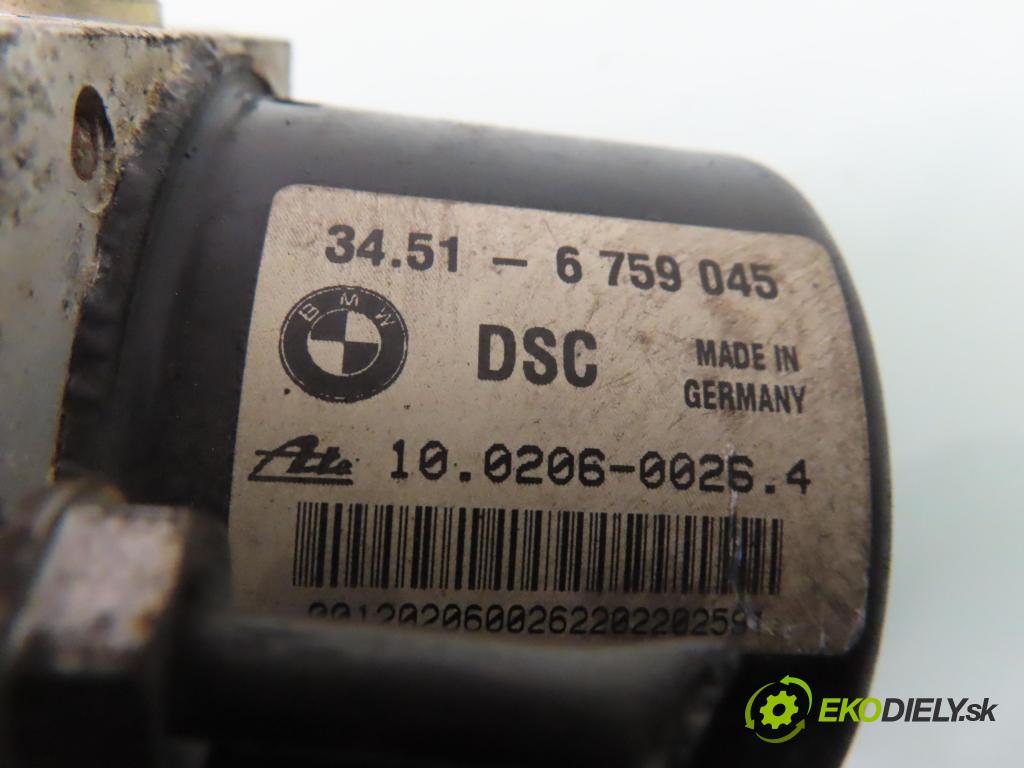 34.51 - 6 759 045
BMW
DSC
MADE IN
GERMANY
Ate 10.0206-0026.4
EKODIELY.sk